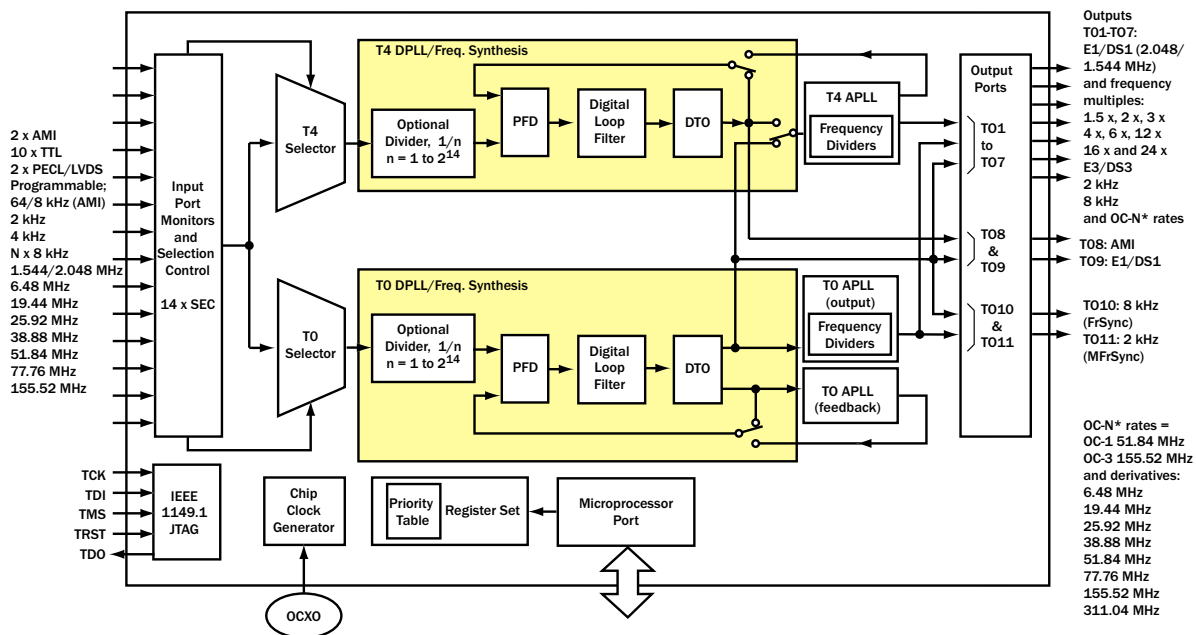 2 x AMI
10 x TTL
2 x PECL/LVDS
Programmable;
64/8 kHz (AMI)
2 kHz
4 kHz
N x 8 kHz
1.544/2.048 MHz
6.48 MHz
19.44 MHz
25.92 MHz
38.88 MHz
51.84 MHz
77.76 MHz
155.52 MHz
Input
Port
Monitors
and
Selection
Control
14 x SEC
T4
Selector
T4 DPLL/Freq. Synthesis
Optional
Divider, 1/n
n = 1 to 2^14
PFD
Digital
Loop
Filter
DTO
T4 APLL
Frequency
Dividers
T0
Selector
T0 DPLL/Freq. Synthesis
Optional
Divider, 1/n
n = 1 to 2^14
PFD
Digital
Loop
Filter
DTO
T0 APLL
(output)
Frequency
Dividers
T0 APLL
(feedback)
Output
Ports
T01
to
T07
T08
&
T09
T010
&
T011
Outputs
T01-T07:
E1/DS1 (2.048/
1.544 MHz)
and frequency
multiples:
1.5 x, 2 x, 3 x
4 x, 6 x, 12 x
16 x and 24 x
E3/DS3
2 kHz
8 kHz
and OC-N* rates
T08: AMI
T09: E1/DS1
T010: 8 kHz
(FrSync)
T011: 2 kHz
(MFrSync)
OC-N* rates =
OC-1 51.84 MHz
OC-3 155.52 MHz
and derivatives:
6.48 MHz
19.44 MHz
25.92 MHz
38.88 MHz
51.84 MHz
77.76 MHz
155.52 MHz
311.04 MHz
TCK
TDI
TMS
TRST
TDO
IEEE
1149.1
JTAG
Chip
Clock
Generator
OCXO
Priority
Table
Register Set
Microprocessor
Port